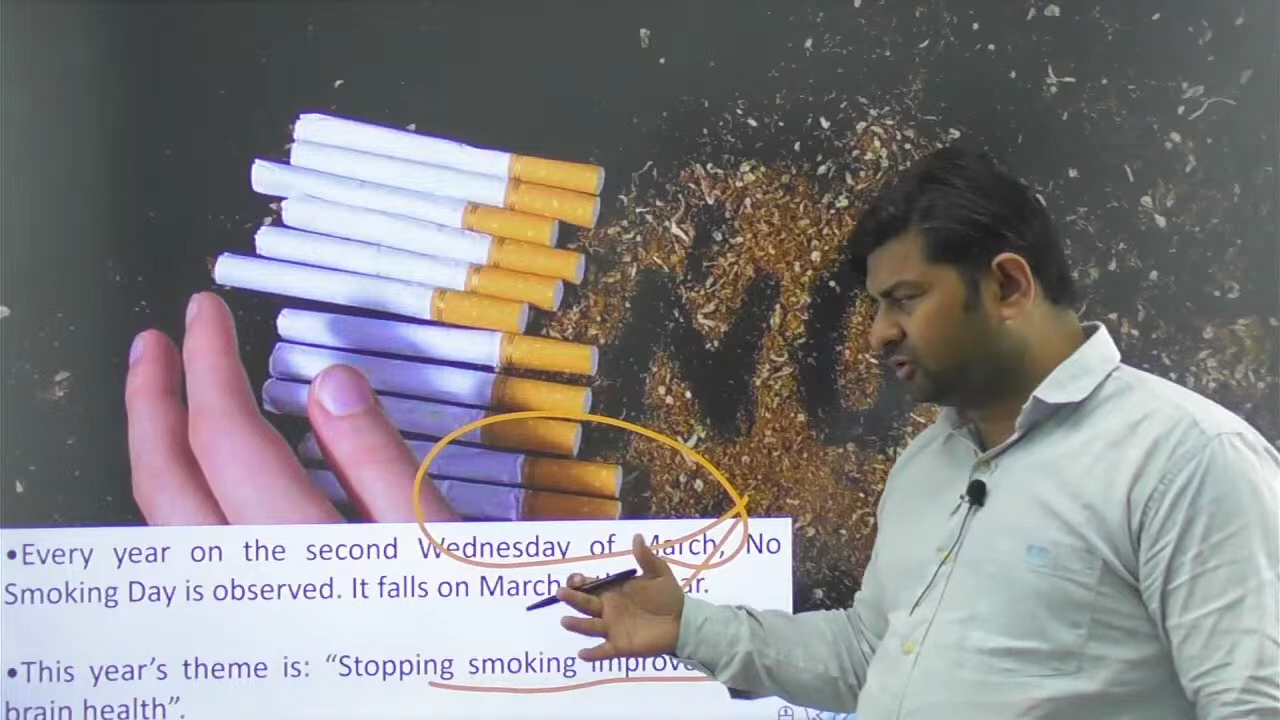 •Every year on the second Wednesday of March, No
Smoking Day is observed. It falls on March
•This year's theme is: “Stopping smoking
brain health”.